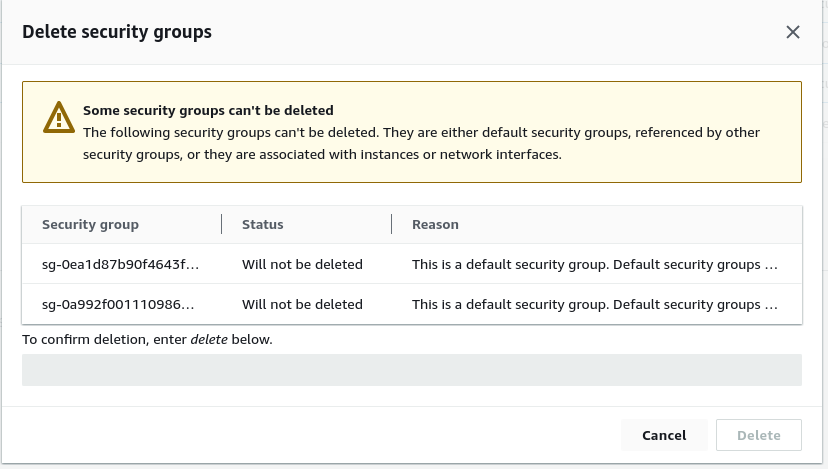 Delete security groups
Some security groups can't be deleted
The following security groups can't be deleted. They are either default security groups, referenced by other
security groups, or they are associated with instances or network interfaces.
Security group Status Reason
sg-0ea1d87b90f4643f... Will not be deleted This is a default security group. Default security groups ...
sg-0a992f001110986... Will not be deleted This is a default security group. Default security groups ...
To confirm deletion, enter delete below.
Cancel Delete